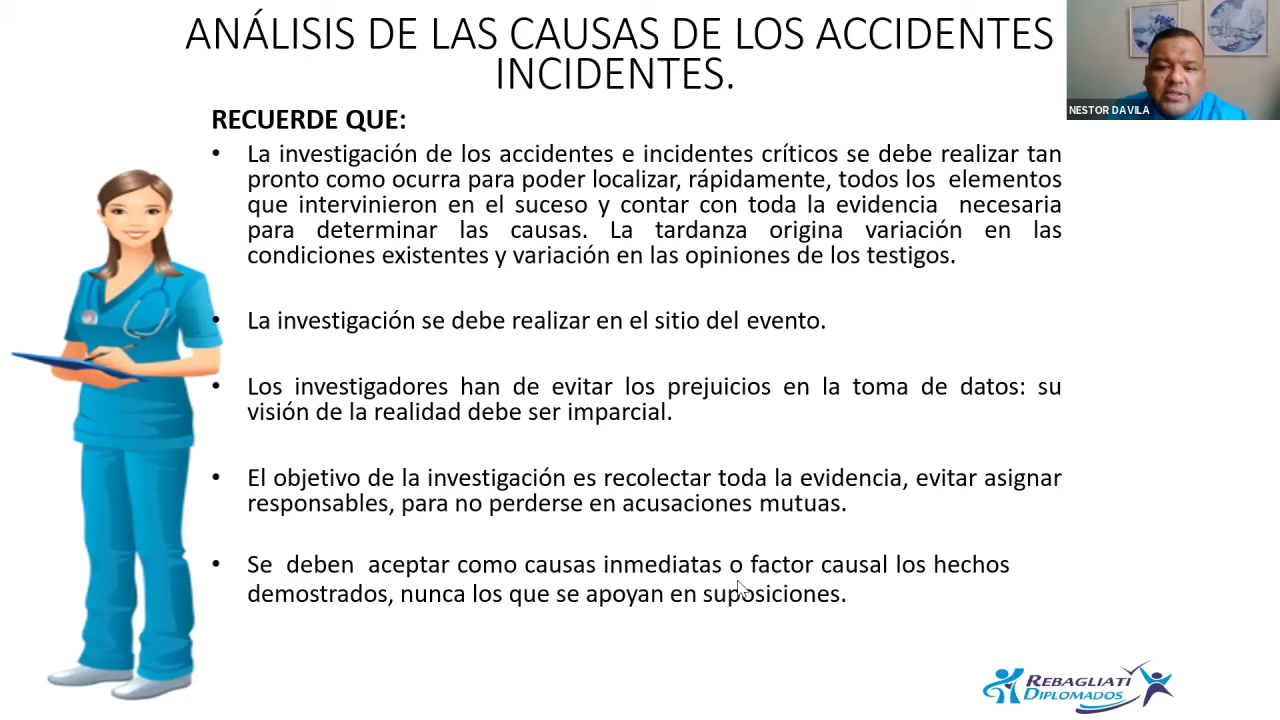 ANÁLISIS DE LAS CAUSAS DE LOS ACCIDENTES
INCIDENTES.
NESTOR DAVILA
RECUERDE QUE:
• La investigación de los accidentes e incidentes críticos se debe realizar tan
pronto como ocurra para poder localizar, rápidamente, todos los elementos
que intervinieron en el suceso y contar con toda la evidencia necesaria
para determinar las causas. La tardanza origina variación en las
condiciones existentes y variación en las opiniones de los testigos.
• La investigación se debe realizar en el sitio del evento.
• Los investigadores han de evitar los prejuicios en la toma de datos: su
visión de la realidad debe ser imparcial.
• El objetivo de la investigación es recolectar toda la evidencia, evitar asignar
responsables, para no perderse en acusaciones mutuas.
• Se deben aceptar como causas inmediatas o factor causal los hechos
demostrados, nunca los que se apoyan en suposiciones.
REBAGLIATI
DIPLOMADOS